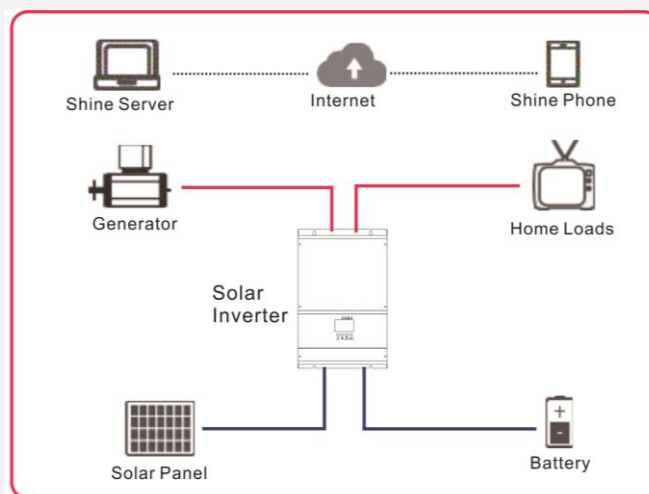 Shine Server
Internet
Shine Phone
Generator
Home Loads
Solar
Inverter
Solar Panel
Battery